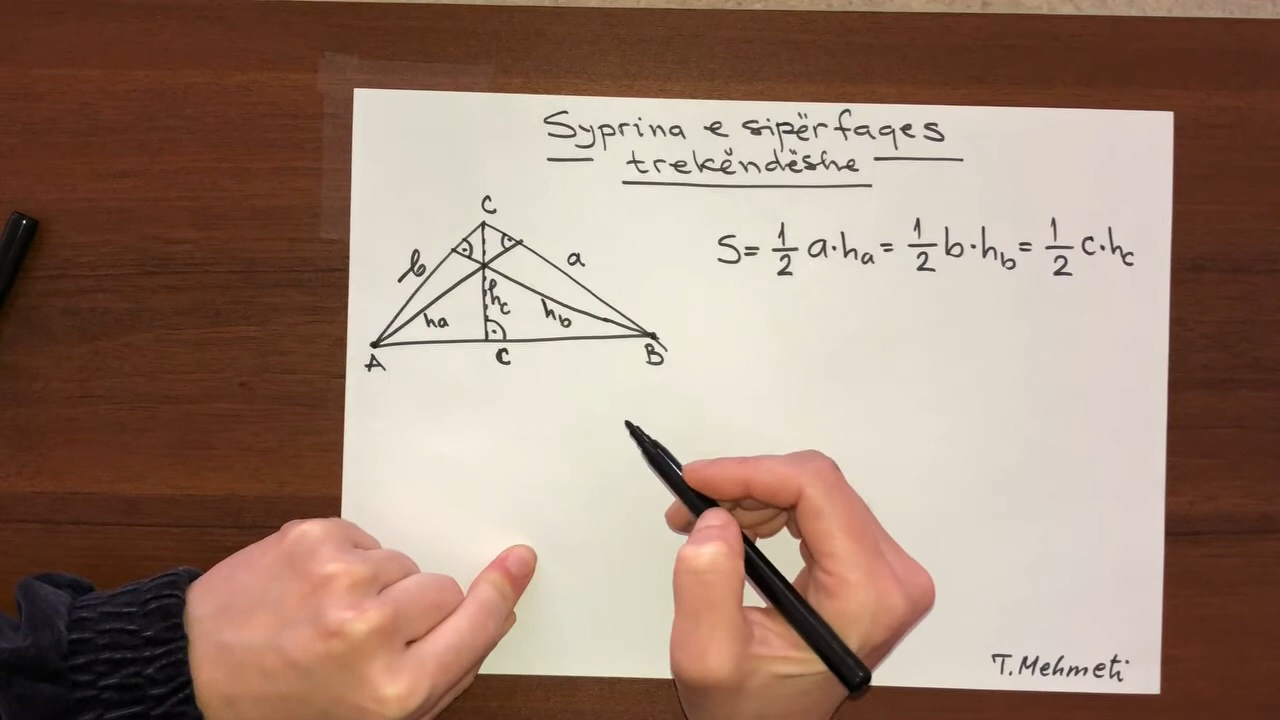 Syprina e sipërfaqes
trekëndëshe
C
b
a
S= 1/2 a·ha = 1/2 b·hb = 1/2 c·hc
hc
ha
hb
A
c
B
T.Mehmeti